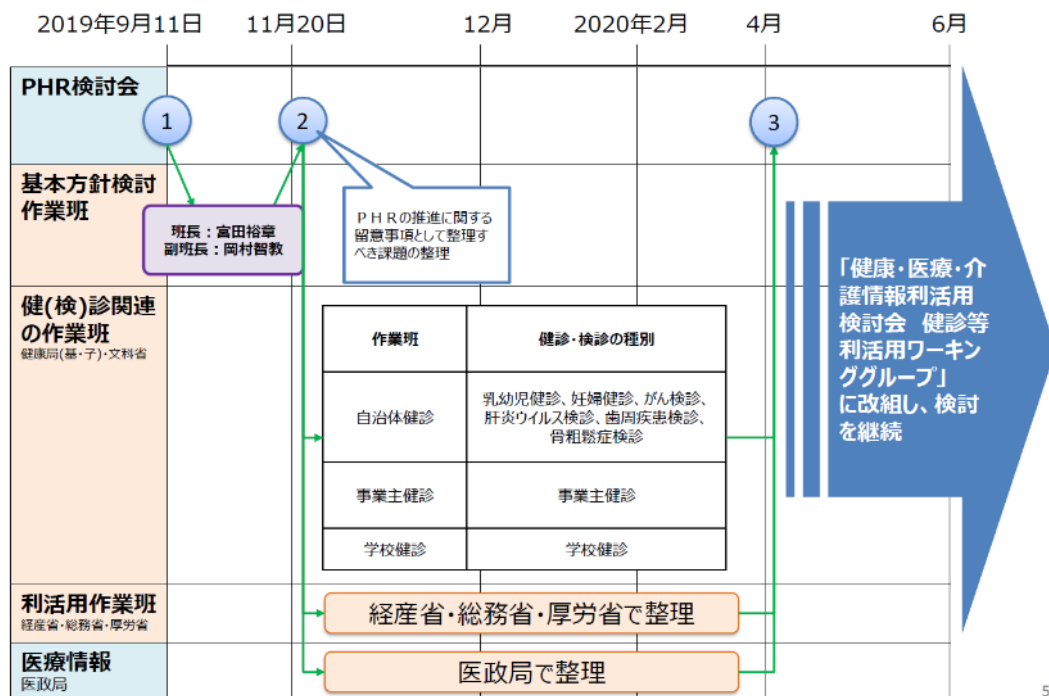 2019年9月11日
11月20日
12月
2020年2月
4月
6月
PHR検討会
1
2
3
基本方針検討
作業班
班長：宮田裕章
副班長：岡村智教
ＰＨＲの推進に関する
留意事項として整理す
べき課題の整理
健(検)診関連
の作業班
健康局(基・子)・文科省
作業班
健診・検診の種別
自治体健診
乳幼児健診、妊婦健診、がん検診、
肝炎ウイルス検診、歯周疾患検診、
骨粗鬆症検診
事業主健診
事業主健診
学校健診
学校健診
「健康・医療・介
護情報利活用
検討会　健診等
利活用ワーキン
ググループ」
に改組し、検討
を継続
利活用作業班
経産省・総務省・厚労省
経産省・総務省・厚労省で整理
医療情報
医政局
医政局で整理
5